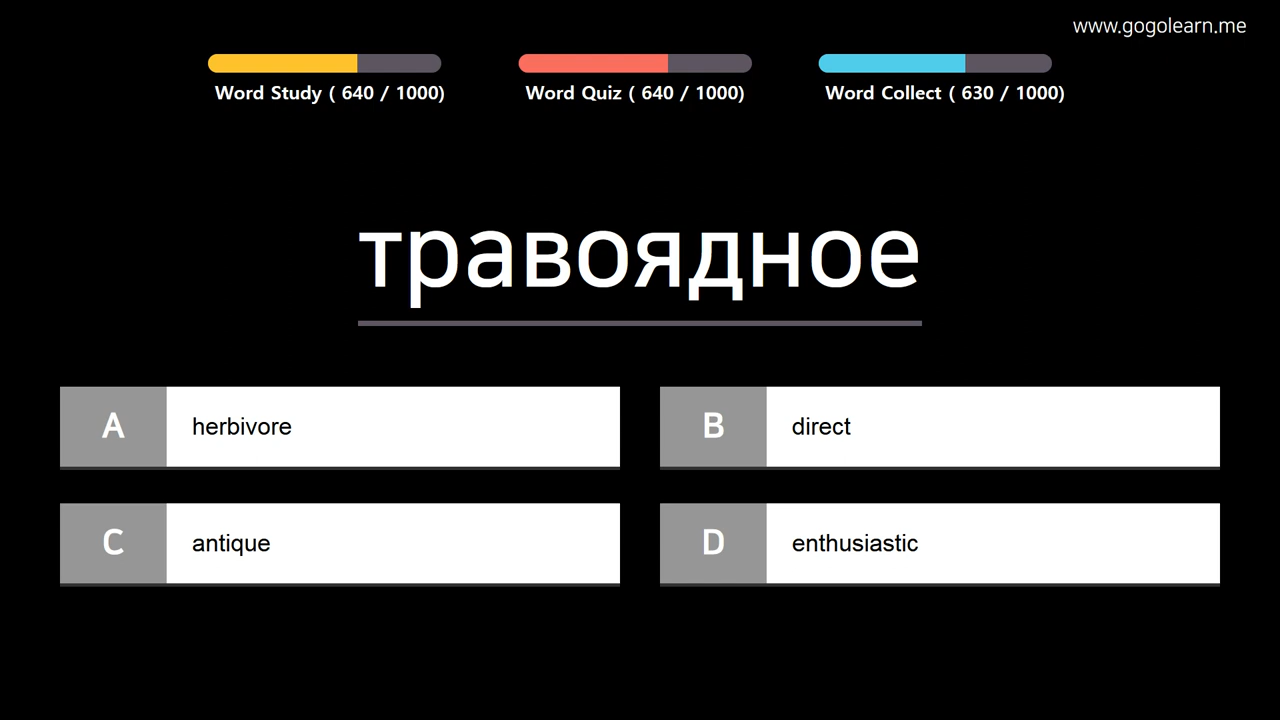 www.gogolearn.me
Word Study ( 640 / 1000)
Word Quiz ( 640 / 1000)
Word Collect ( 630 / 1000)
травоядное
A herbivore
B direct
C antique
D enthusiastic